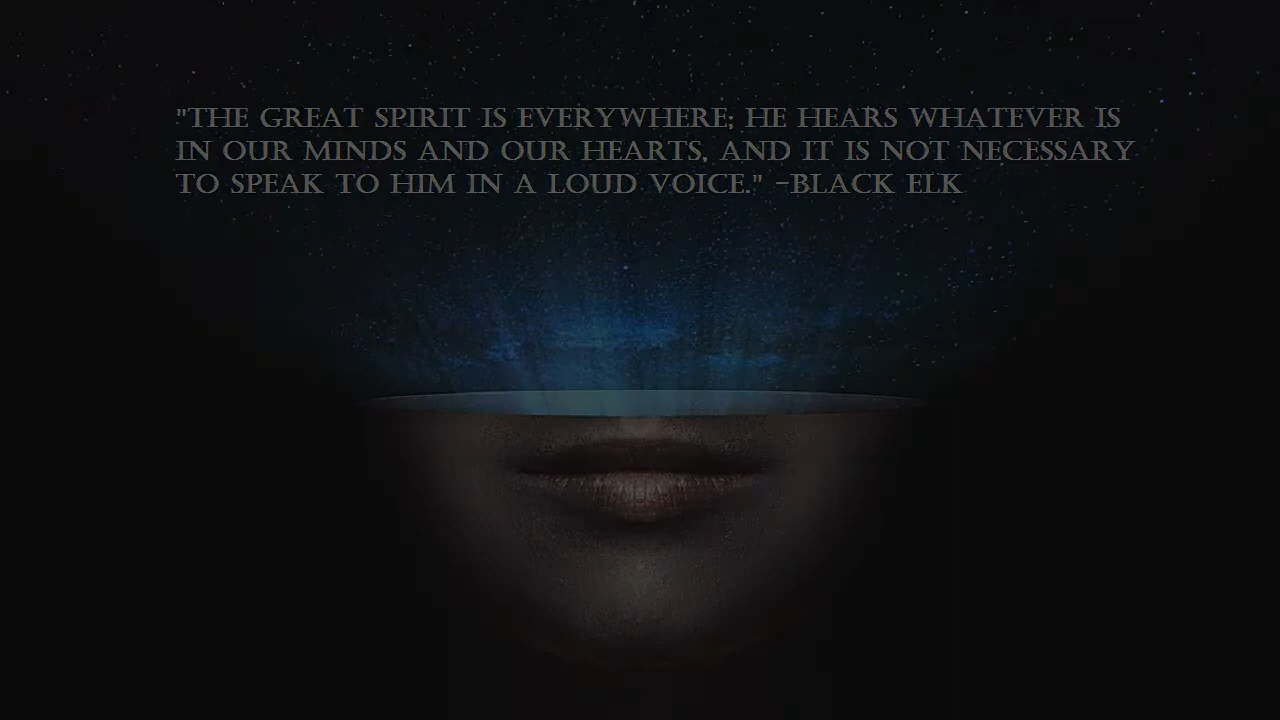 "THE GREAT SPIRIT IS EVERYWHERE; HE HEARS WHATEVER IS
IN OUR MINDS AND OUR HEARTS, AND IT IS NOT NECESSARY
TO SPEAK TO HIM IN A LOUD VOICE." -BLACK ELK